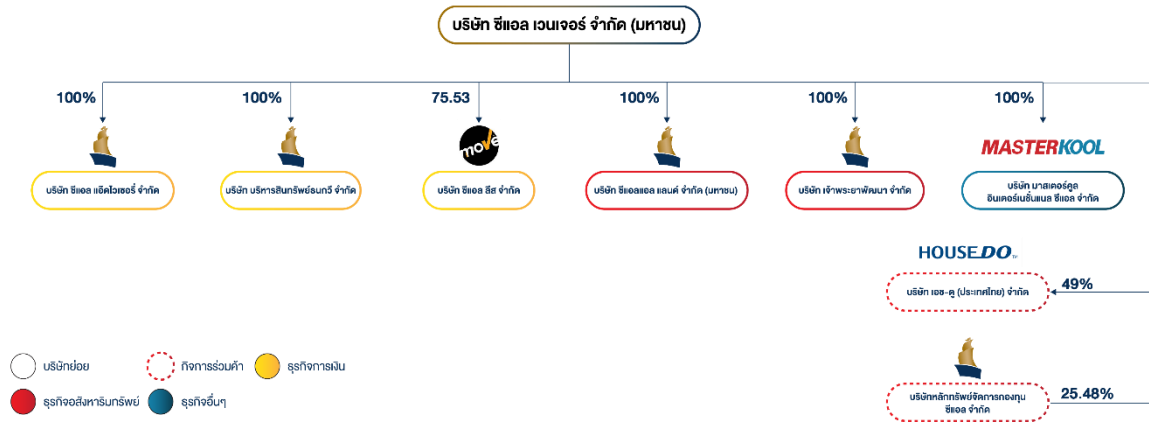 บริษัท ซีแอล เวนเจอร์ จำกัด (มหาชน)
100%
100%
75.53
100%
100%
100%
move
MASTERKOOL
บริษัท ซีแอล แอ็ดไวเซอรี่ จำกัด
บริษัท บริหารสินทรัพย์ธนทวี จำกัด
บริษัท ซีแอล ลีส จำกัด
บริษัท ซีแอลแอล แลนด์ จำกัด (มหาชน)
บริษัท เจ้าพระยาพัฒนา จำกัด
บริษัท มาสเตอร์คูล
อินเตอร์เนชั่นแนล ซีแอล จำกัด
HOUSE DO TM
บริษัท เอช-ดู (ประเทศไทย) จำกัด
49%
บริษัทหลักทรัพย์จัดการกองทุน
ซีแอล จำกัด
25.48%
บริษัทย่อย
กิจการร่วมค้า
ธุรกิจการเงิน
ธุรกิจอสังหาริมทรัพย์
ธุรกิจอื่นๆ